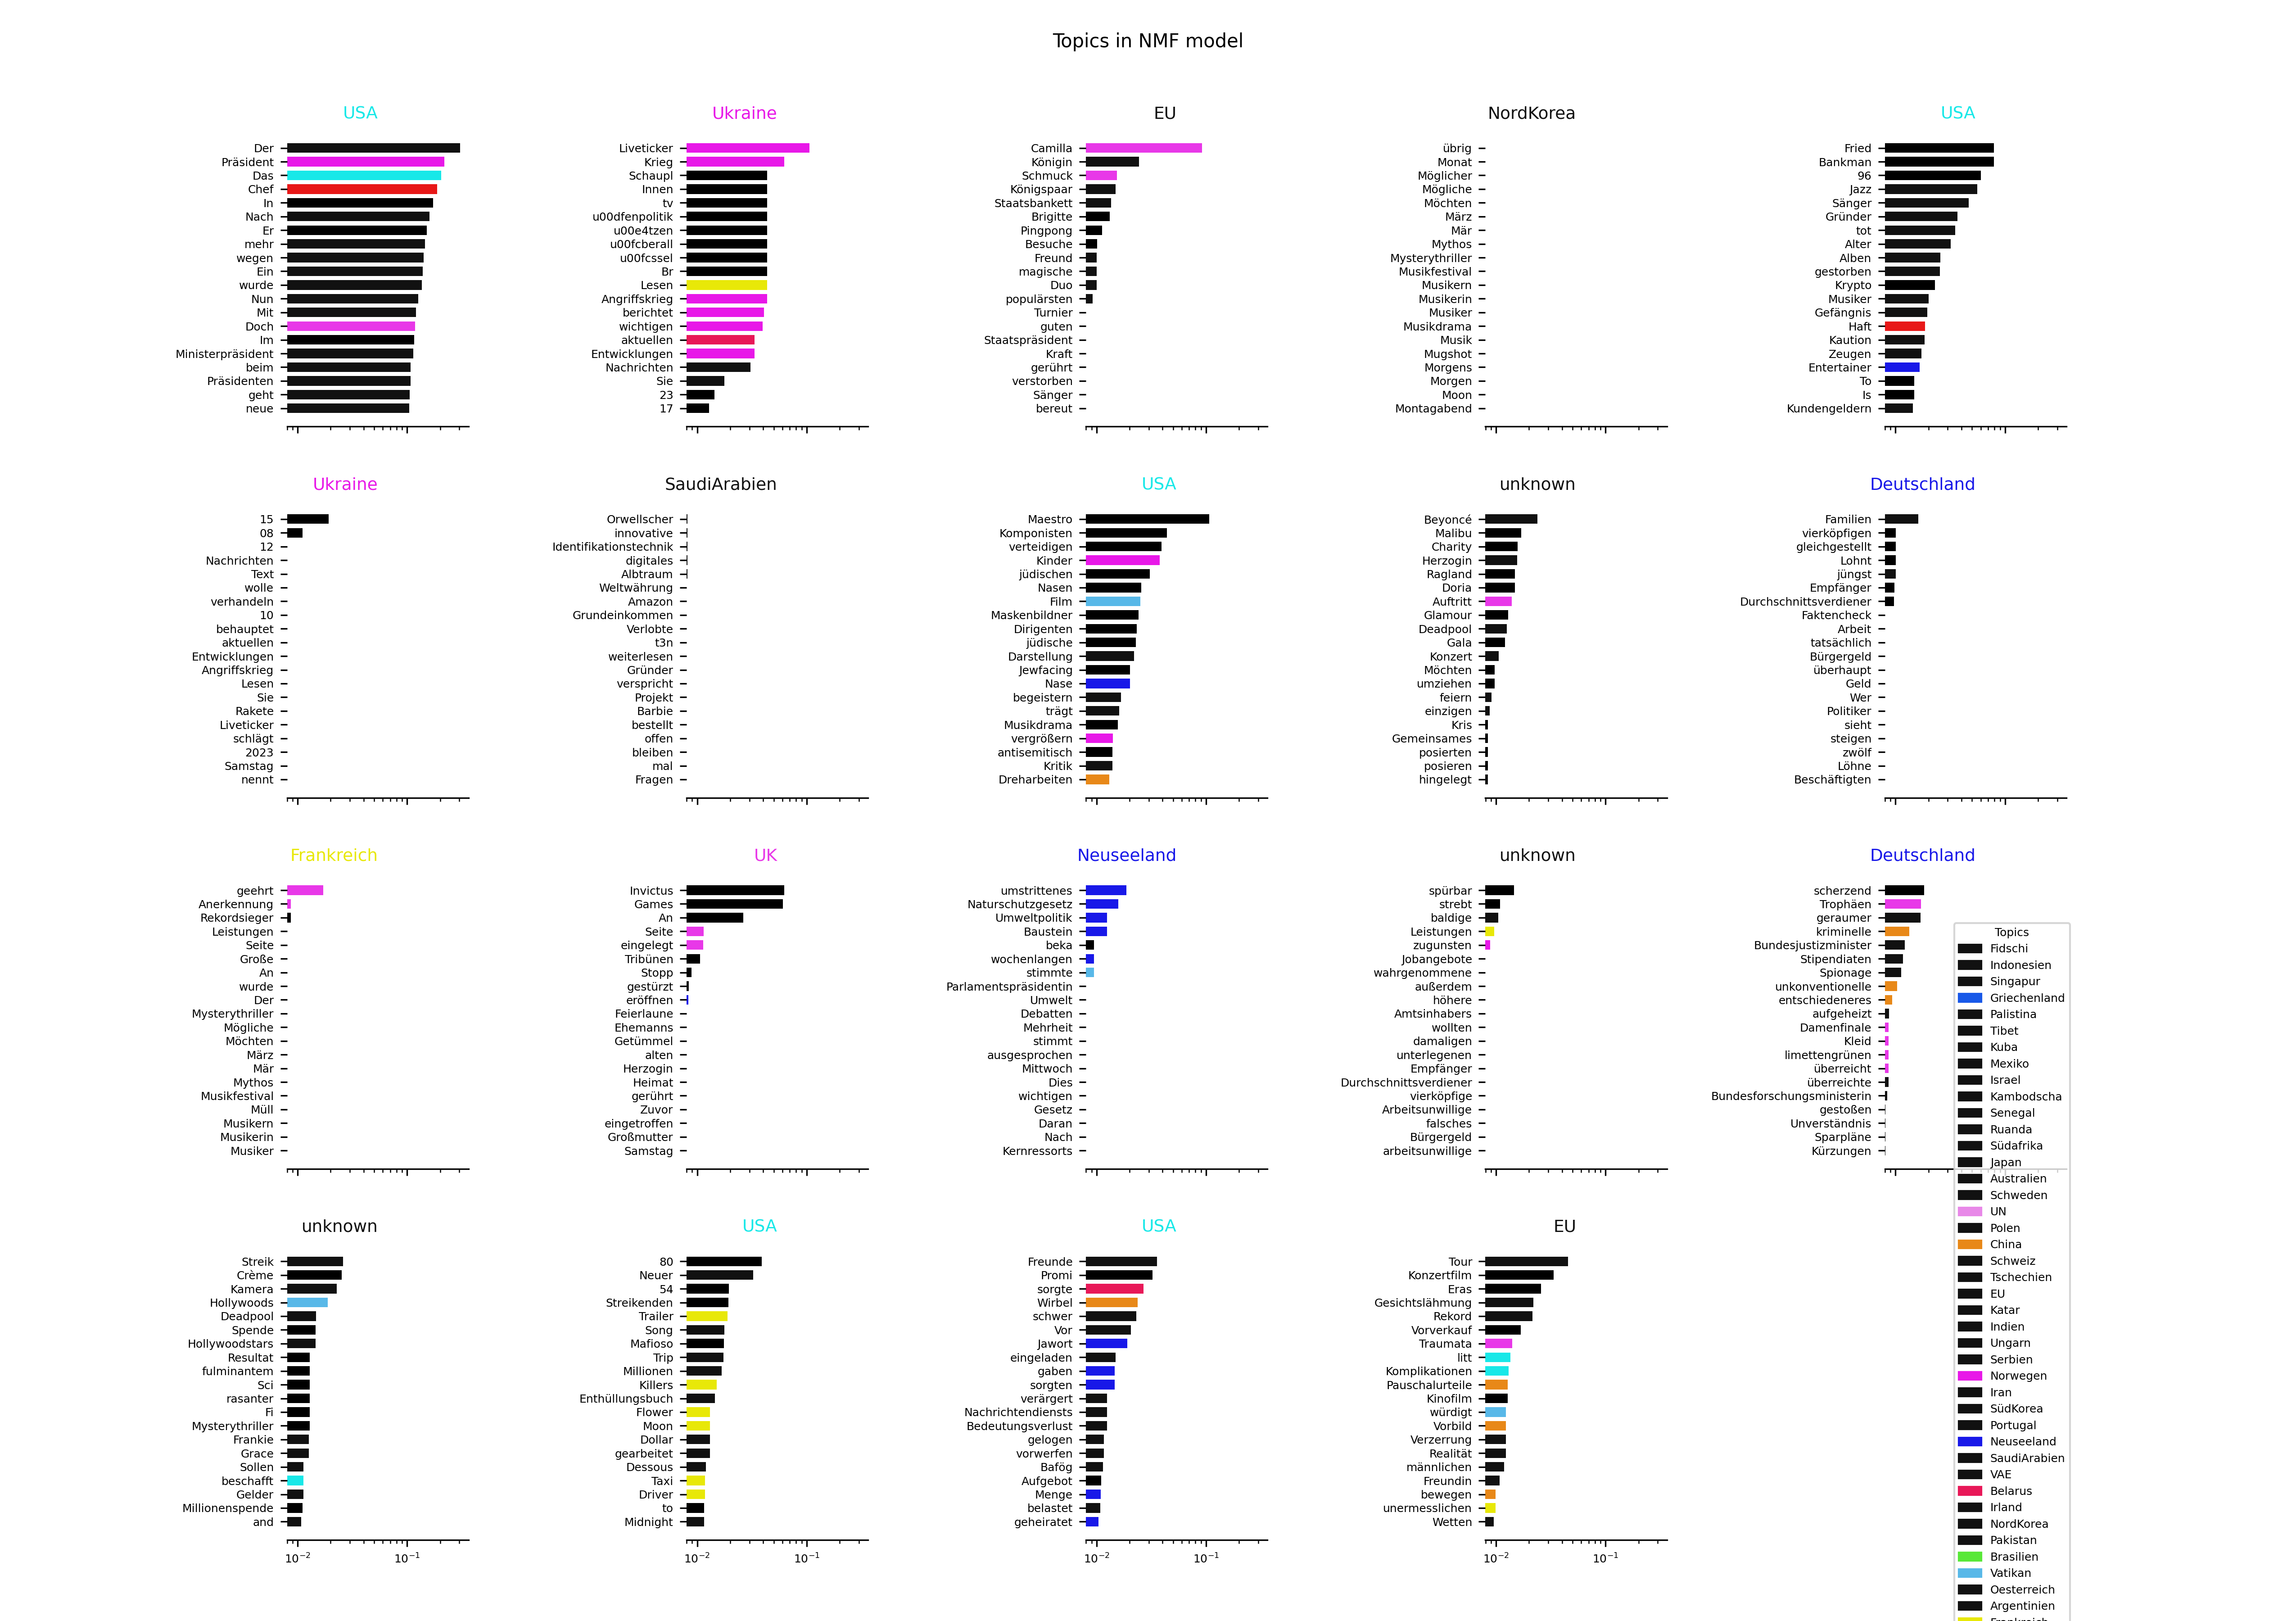 Topics in NMF model
USA
Der
Präsident
Das
Chef
In
Nach
Er
mehr
wegen
Ein
wurde
Nun
Mit
Doch
Im
Ministerpräsident
beim
Präsidenten
geht
neue
Ukraine
Liveticker
Krieg
Schaupl
Innen
tv
u00dfenpolitik
u00e4tzen
u00fcberall
u00fcssel
Br
Lesen
Angriffskrieg
berichtet
wichtigen
aktuellen
Entwicklungen
Nachrichten
Sie
23
17
EU
Camilla
Königin
Schmuck
Königspaar
Staatsbankett
Brigitte
Pingpong
Besuche
Freund
magische
Duo
populärsten
Turnier
guten
Staatspräsident
Kraft
gerührt
verstorben
Sänger
bereut
NordKorea
übrig
Monat
Möglicher
Mögliche
Möchten
März
Mär
Mythos
Mysterythriller
Musikfestival
Musikern
Musikerin
Musiker
Musikdrama
Musik
Mugshot
Morgens
Morgen
Moon
Montagabend
USA
Fried
Bankman
96
Jazz
Sänger
Gründer
tot
Alter
Alben
gestorben
Krypto
Musiker
Gefängnis
Haft
Kaution
Zeugen
Entertainer
To
Is
Kundengeldern
Ukraine
15
08
12
Nachrichten
Text
wolle
verhandeln
10
behauptet
aktuellen
Entwicklungen
Angriffskrieg
Lesen
Sie
Rakete
Liveticker
schlägt
2023
Samstag
nennt
SaudiArabien
Orwellscher
innovative
Identifikationstechnik
digitales
Albtraum
Weltwährung
Amazon
Grundeinkommen
Verlobte
t3n
weiterlesen
Gründer
verspricht
Projekt
Barbie
bestellt
offen
bleiben
mal
Fragen
USA
Maestro
Komponisten
verteidigen
Kinder
jüdischen
Nasen
Film
Maskenbildner
Dirigenten
jüdische
Darstellung
Jewfacing
Nase
begeistern
trägt
Musikdrama
vergrößern
antisemitisch
Kritik
Dreharbeiten
unknown
Beyoncé
Malibu
Charity
Herzogin
Ragland
Doria
Auftritt
Glamour
Deadpool
Gala
Konzert
Möchten
umziehen
feiern
einzigen
Kris
Gemeinsames
posierten
posieren
hingelegt
Deutschland
Familien
vierköpfigen
gleichgestellt
Lohnt
jüngst
Empfänger
Durchschnittsverdiener
Faktencheck
Arbeit
tatsächlich
Bürgergeld
überhaupt
Geld
Wer
Politiker
sieht
steigen
zwölf
Löhne
Beschäftigten
Frankreich
geehrt
Anerkennung
Rekordsieger
Leistungen
Seite
Große
An
wurde
Der
Mysterythriller
Mögliche
Möchten
März
Mär
Mythos
Musikfestival
Müll
Musikern
Musikerin
Musiker
UK
Invictus
Games
An
Seite
eingelegt
Tribünen
Stopp
gestürzt
eröffnen
Feierlaune
Ehemanns
Getümmel
alten
Herzogin
Heimat
gerührt
Zuvor
eingetroffen
Großmutter
Samstag
Neuseeland
umstrittenes
Naturschutzgesetz
Umweltpolitik
Baustein
beka
wochenlangen
stimmte
Parlamentspräsidentin
Umwelt
Debatten
Mehrheit
stimmt
ausgesprochen
Mittwoch
Dies
wichtigen
Gesetz
Daran
Nach
Kernressorts
unknown
spürbar
strebt
baldige
Leistungen
zugunsten
Jobangebote
wahrgenommene
außerdem
höhere
Amtsinhabers
wollten
damaligen
unterlegenen
Empfänger
Durchschnittsverdiener
vierköpfige
Arbeitsunwillige
falsches
Bürgergeld
arbeitsunwillige
Deutschland
scherzend
Trophäen
geraumer
kriminelle
Bundesjustizminister
Stipendiaten
Spionage
unkonventionelle
entschiedeneres
aufgeheizt
Damenfinale
Kleid
limettengrünen
überreicht
überreichte
Bundesforschungsministerin
gestoßen
Unverständnis
Sparpläne
Kürzungen
unknown
Streik
Crème
Kamera
Hollywoods
Deadpool
Spende
Hollywoodstars
Resultat
fulminantem
Sci
rasanter
Fi
Mysterythriller
Frankie
Grace
Sollen
beschafft
Gelder
Millionenspende
and
10⁻² 10⁻¹
USA
80
Neuer
54
Streikenden
Trailer
Song
Mafioso
Trip
Millionen
Killers
Enthüllungsbuch
Flower
Moon
Dollar
gearbeitet
Dessous
Taxi
Driver
to
Midnight
10⁻² 10⁻¹
USA
Freunde
Promi
sorgte
Wirbel
schwer
Vor
Jawort
eingeladen
gaben
sorgten
verärgert
Nachrichtendiensts
Bedeutungsverlust
gelogen
vorwerfen
Bafög
Aufgebot
Menge
belastet
geheiratet
10⁻² 10⁻¹
EU
Tour
Konzertfilm
Eras
Gesichtslähmung
Rekord
Vorverkauf
Traumata
litt
Komplikationen
Pauschalurteile
Kinofilm
würdigt
Vorbild
Verzerrung
Realität
männlichen
Freundin
bewegen
unermesslichen
Wetten
10⁻² 10⁻¹
Topics
Fidschi
Indonesien
Singapur
Griechenland
Palistina
Tibet
Kuba
Mexiko
Israel
Kambodscha
Senegal
Ruanda
Südafrika
Japan
Australien
Schweden
UN
Polen
China
Schweiz
Tschechien
EU
Katar
Indien
Ungarn
Serbien
Norwegen
Iran
SüdKorea
Portugal
Neuseeland
SaudiArabien
VAE
Belarus
Irland
NordKorea
Pakistan
Brasilien
Vatikan
Oesterreich
Argentinien
Frankreich